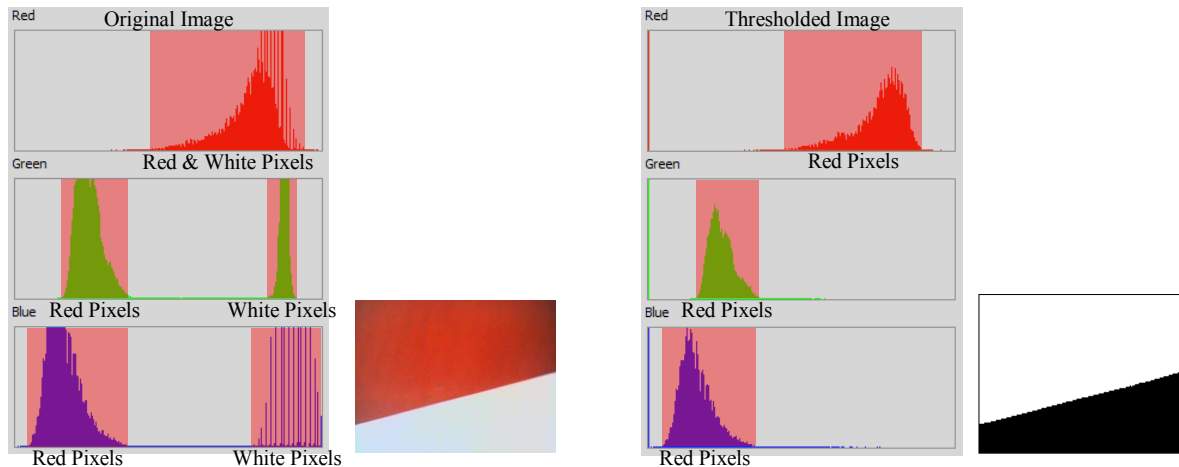 Red
Original Image
Red & White Pixels
Green
Red Pixels
White Pixels
Blue
Red Pixels
White Pixels
Red
Thresholded Image
Red Pixels
Green
Red Pixels
Blue
Red Pixels